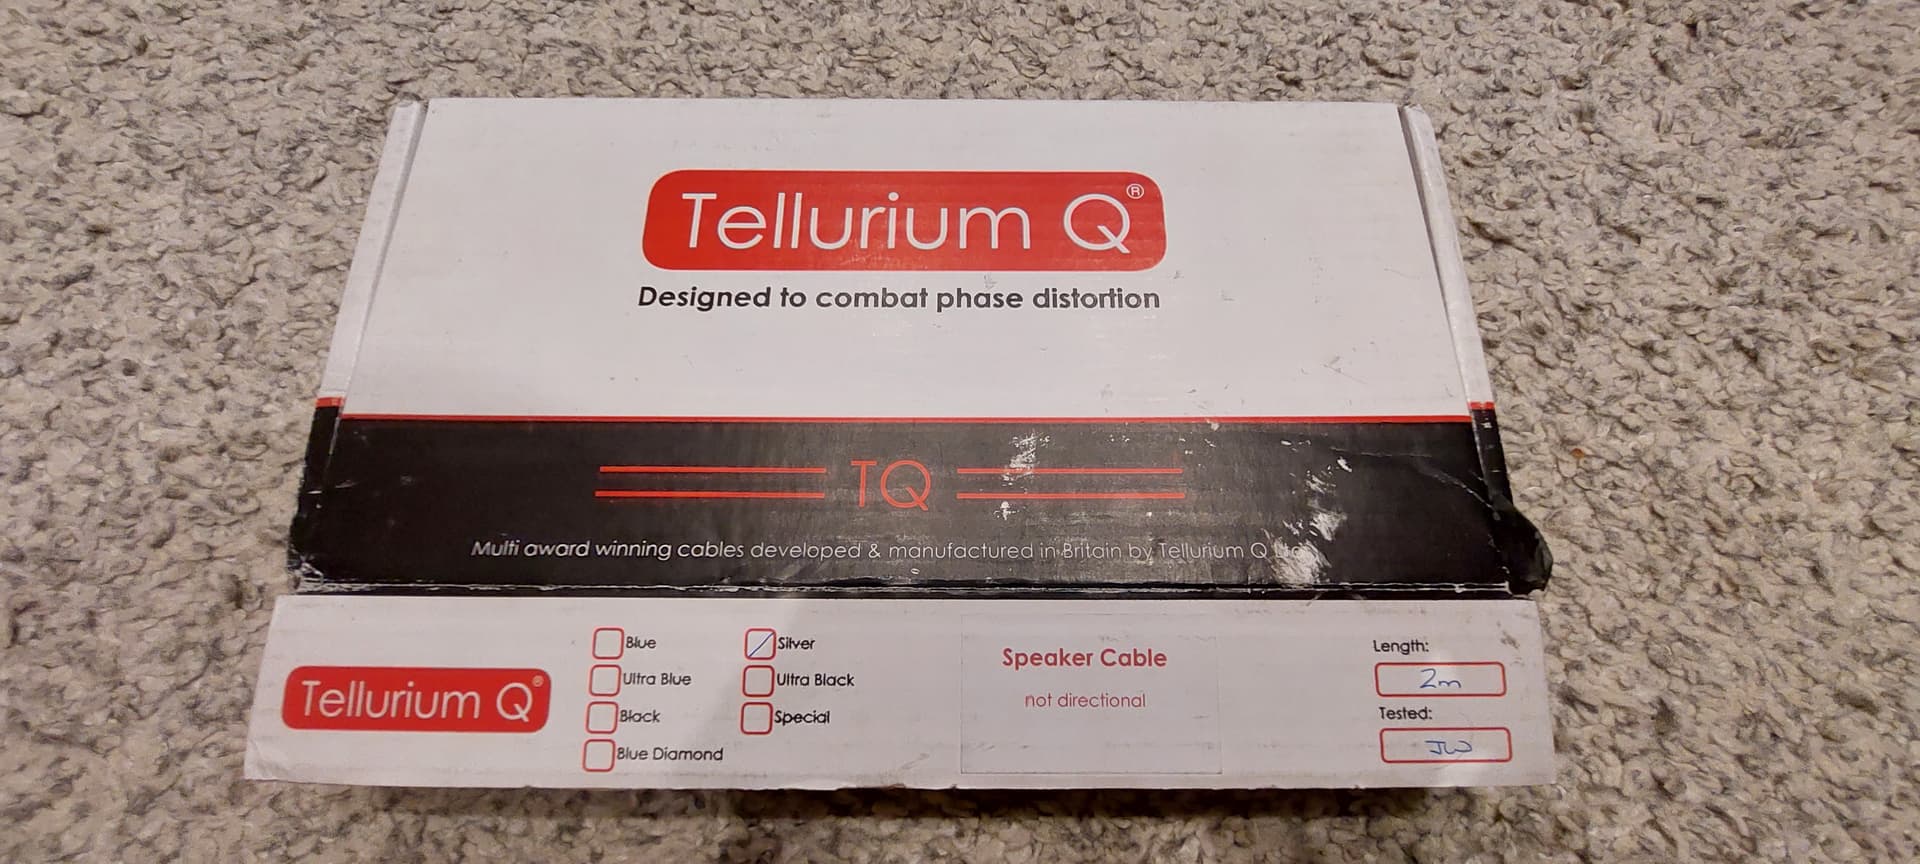 Tellurium Q®
Designed to combat phase distortion
TQ
Multi award winning cables developed & manufactured in Britain by Tellurium Q
Tellurium Q®
Blue
Ultra Blue
Black
Blue Diamond
Silver
Ultra Black
Special
Speaker Cable
not directional
Length:
2m
Tested:
JW